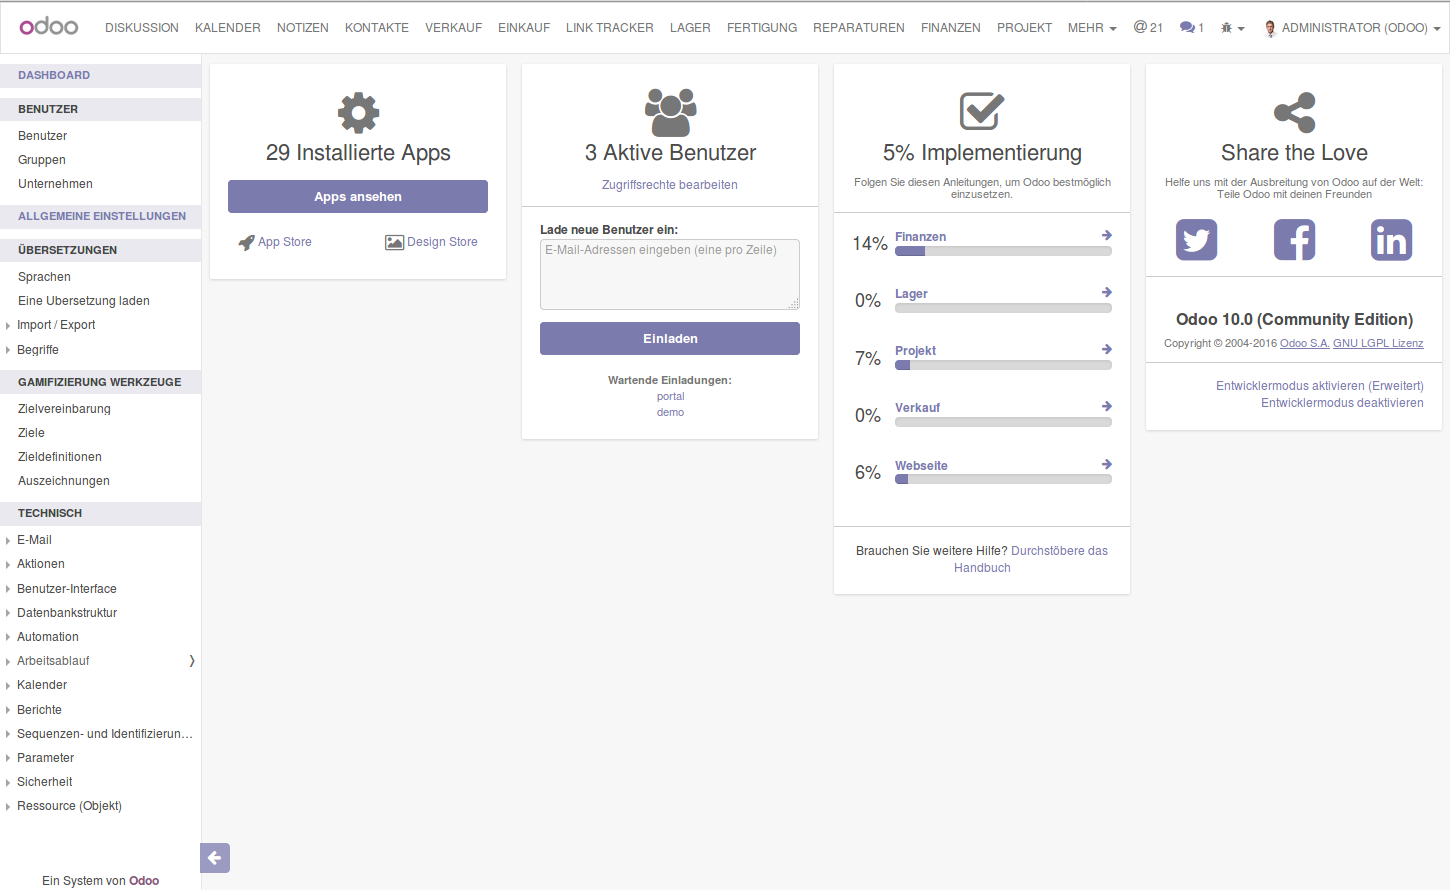 odoo DISKUSSION KALENDER NOTIZEN KONTAKTE VERKAUF EINKAUF LINK TRACKER LAGER FERTIGUNG REPARATUREN FINANZEN PROJEKT MEHR @ 21 1 ADMINISTRATOR (ODOO)
DASHBOARD
BENUTZER
Benutzer
Gruppen
Unternehmen
ALLGEMEINE EINSTELLUNGEN
ÜBERSETZUNGEN
Sprachen
Eine Übersetzung laden
Import / Export
Begriffe
GAMIFIZIERUNG WERKZEUGE
Zielvereinbarung
Ziele
Zieldefinitionen
Auszeichnungen
TECHNISCH
E-Mail
Aktionen
Benutzer-Interface
Datenbankstruktur
Automation
Arbeitsablauf
Kalender
Berichte
Sequenzen- und Identifizierun...
Parameter
Sicherheit
Ressource (Objekt)
Ein System von Odoo
29 Installierte Apps
Apps ansehen
App Store Design Store
3 Aktive Benutzer
Zugriffsrechte bearbeiten
Lade neue Benutzer ein:
E-Mail-Adressen eingeben (eine pro Zeile)
Einladen
Wartende Einladungen:
portal
demo
5% Implementierung
Folgen Sie diesen Anleitungen, um Odoo bestmöglich
einzusetzen.
14% Finanzen
0% Lager
7% Projekt
0% Verkauf
6% Webseite
Brauchen Sie weitere Hilfe? Durchstöbere das
Handbuch
Share the Love
Helfe uns mit der Ausbreitung von Odoo auf der Welt:
Teile Odoo mit deinen Freunden
Odoo 10.0 (Community Edition)
Copyright © 2004-2016 Odoo S.A. GNU LGPL Lizenz
Entwicklermodus aktivieren (Erweitert)
Entwicklermodus deaktivieren